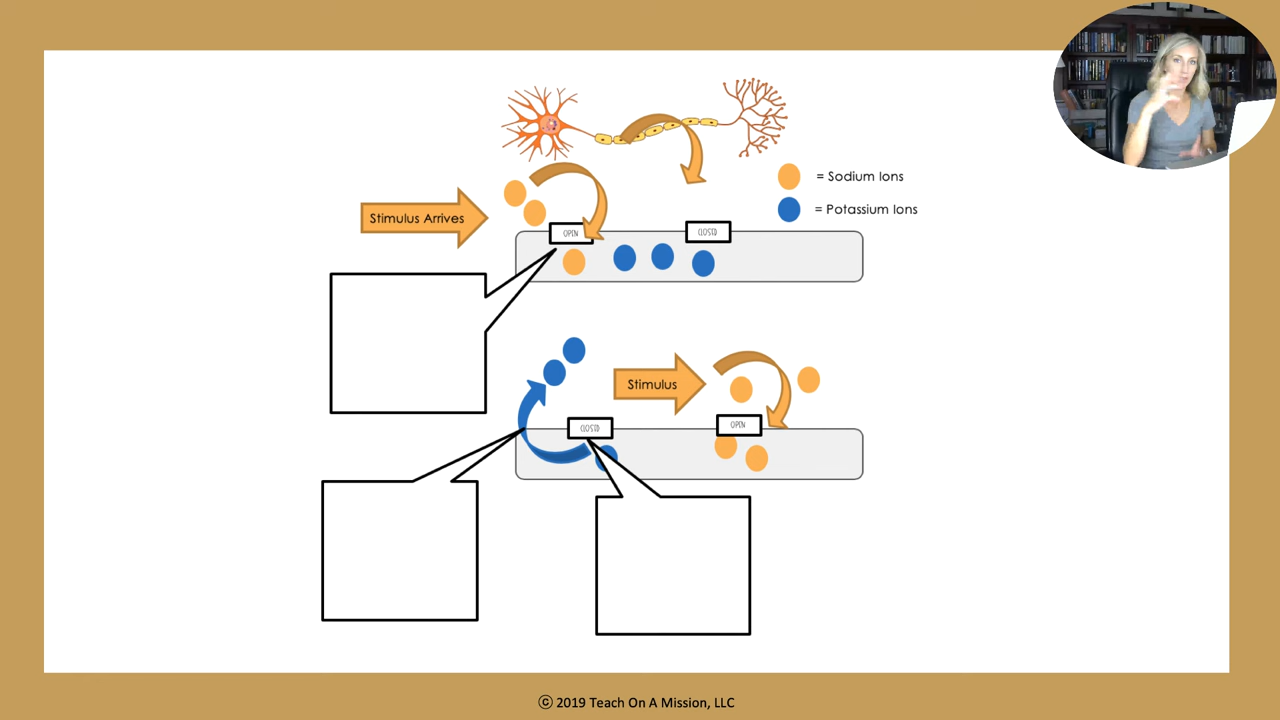 = Sodium Ions
Stimulus Arrives
= Potassium Ions
OPEN
CLOSED
Stimulus
OPEN
CLOSED
© 2019 Teach On A Mission, LLC